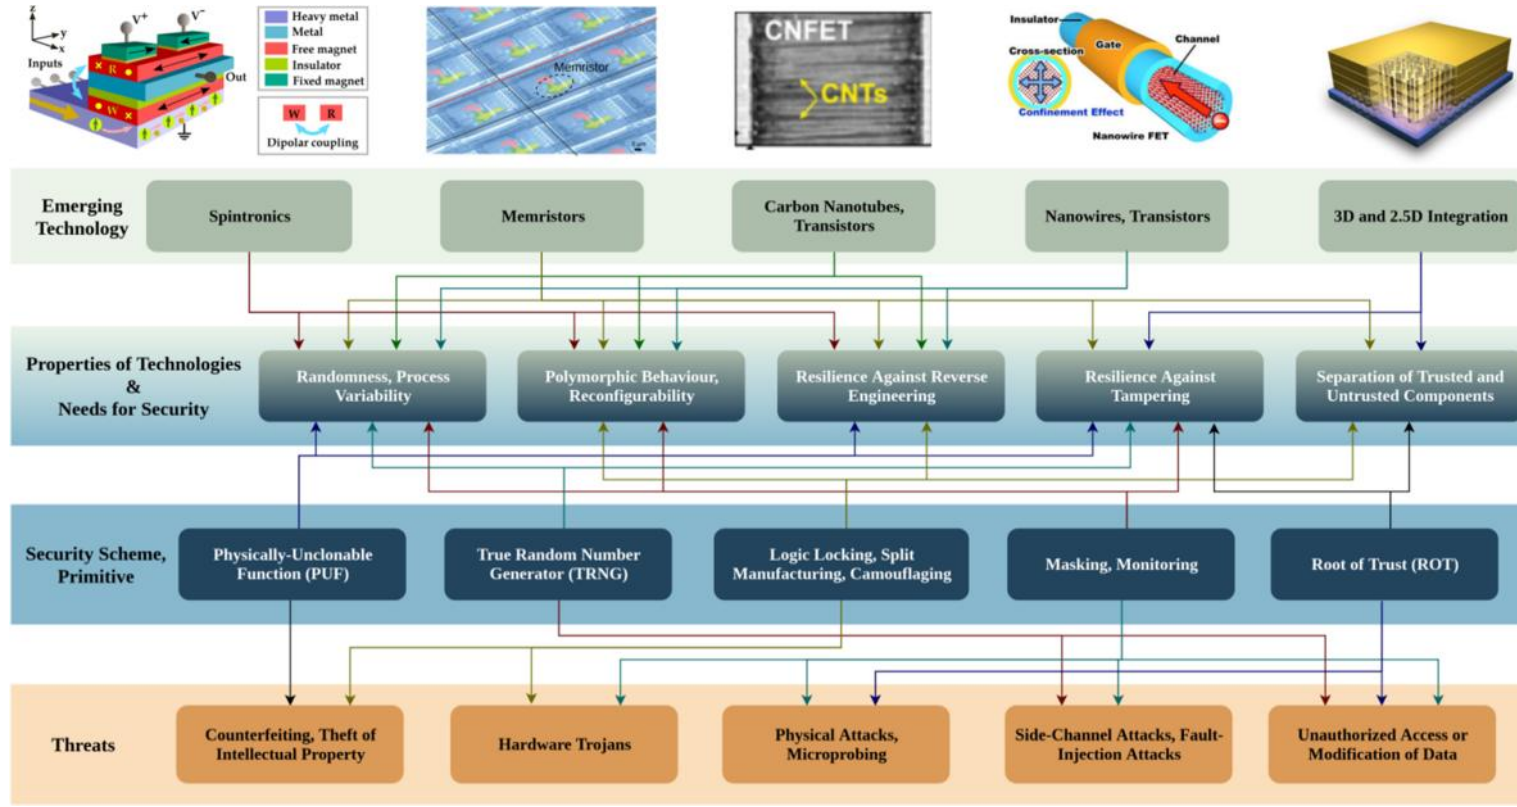 z
y
x
V+
V−
Inputs
R
Out
W
Heavy metal
Metal
Free magnet
Insulator
Fixed magnet
W R
Dipolar coupling
Memristor
CNFET
CNTs
Insulator
Gate
Channel
Cross-section
Confinement Effect
Nanowire FET
Emerging
Technology
Spintronics
Memristors
Carbon Nanotubes,
Transistors
Nanowires, Transistors
3D and 2.5D Integration
Properties of Technologies
&
Needs for Security
Randomness, Process
Variability
Polymorphic Behaviour,
Reconfigurability
Resilience Against Reverse
Engineering
Resilience Against
Tampering
Separation of Trusted and
Untrusted Components
Security Scheme,
Primitive
Physically-Unclonable
Function (PUF)
True Random Number
Generator (TRNG)
Logic Locking, Split
Manufacturing, Camouflaging
Masking, Monitoring
Root of Trust (ROT)
Threats
Counterfeiting, Theft of
Intellectual Property
Hardware Trojans
Physical Attacks,
Microprobing
Side-Channel Attacks, Fault-
Injection Attacks
Unauthorized Access or
Modification of Data